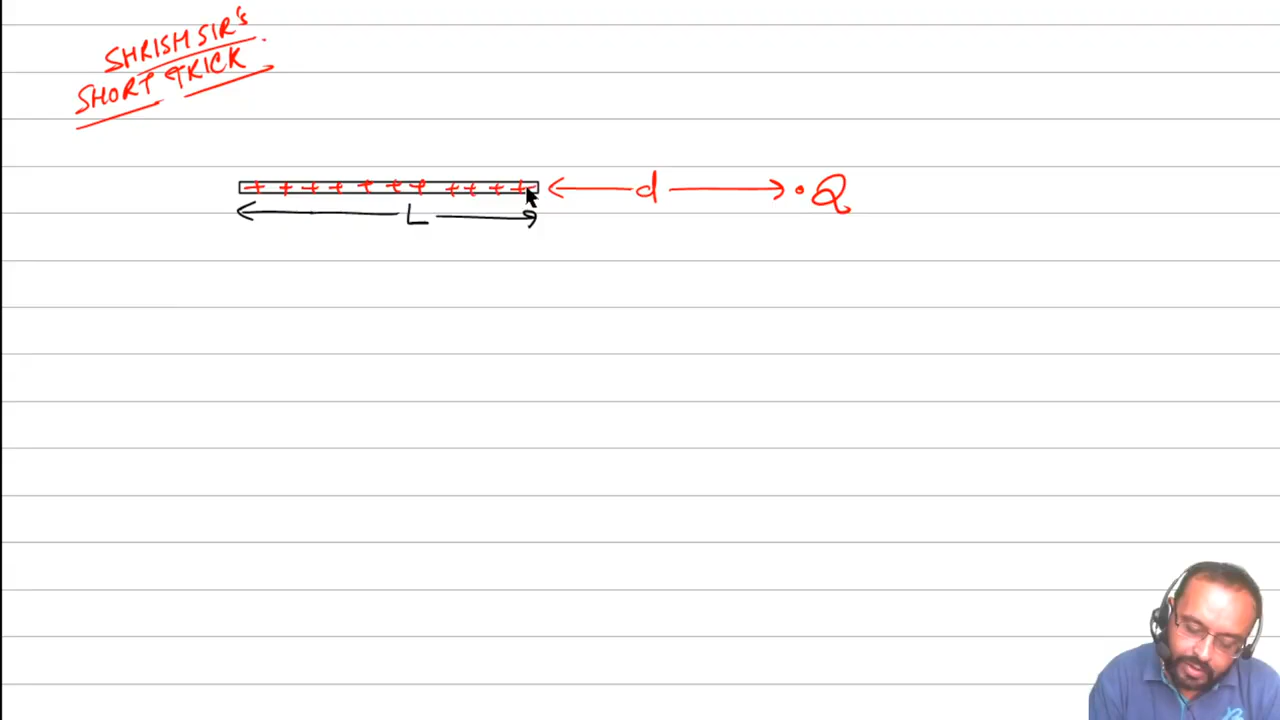 SHRISH SIR'S
SHORT TRICK
+ + + + + + + + + + +
d
Q
L